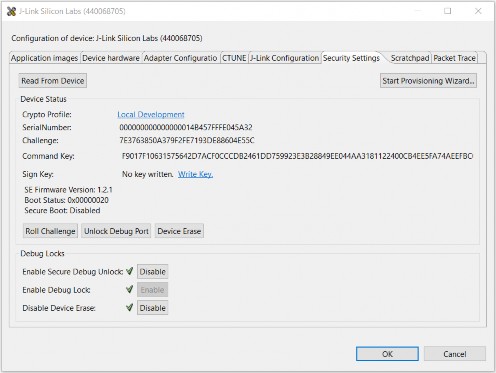 J-Link Silicon Labs (440068705)
Configuration of device: J-Link Silicon Labs (440068705)
Application images Device hardware Adapter Configuratio CTUNE J-Link Configuration Security Settings Scratchpad Packet Trace
Read From Device Start Provisioning Wizard...
Device Status
Crypto Profile: Local Development
SerialNumber: 000000000000000014B457FFFE045A32
Challenge: 7E3763850A379F2FE7193DE88604E55C
Command Key: F9017F10631575642D7ACF0CCCDB2461DD759923E3B28849EE044AA3181122400CB4EE5FA74AEEFBC
Sign Key: No key written. Write Key.
SE Firmware Version: 1.2.1
Boot Status: 0x00000020
Secure Boot: Disabled
Roll Challenge Unlock Debug Port Device Erase
Debug Locks
Enable Secure Debug Unlock: Disable
Enable Debug Lock: Enable
Disable Device Erase: Disable
OK Cancel